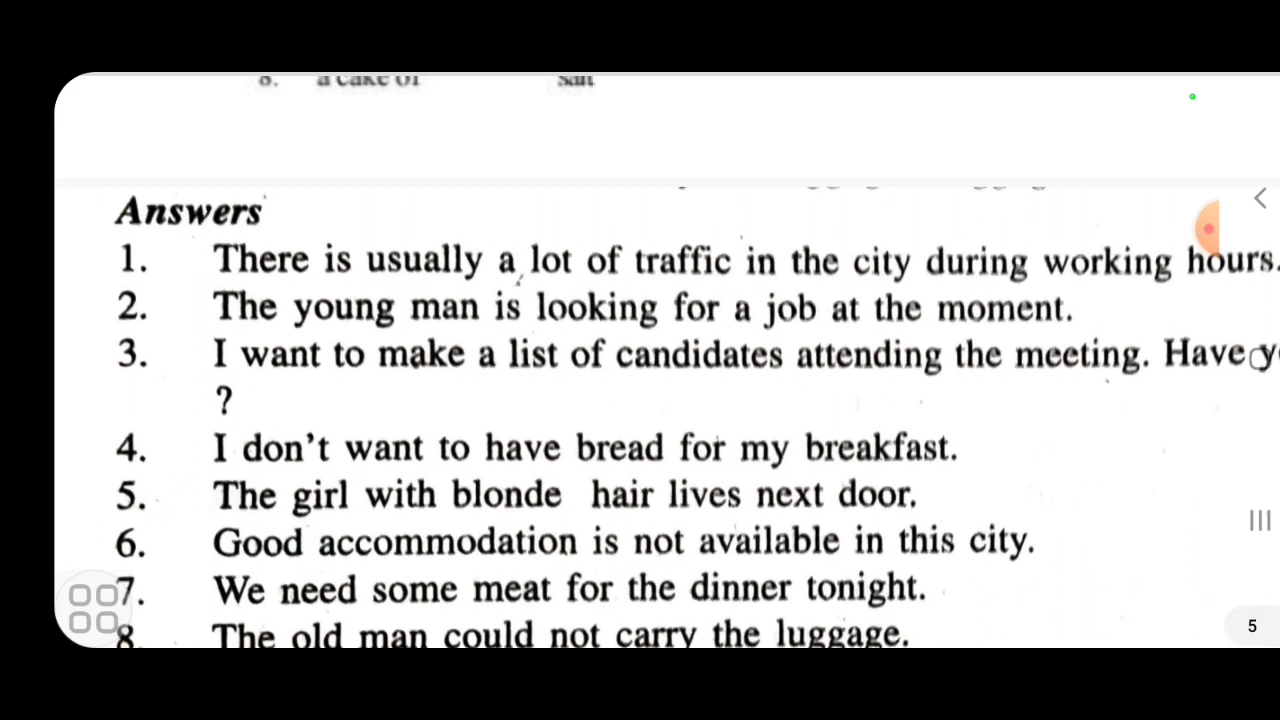 8. a cake of salt
Answers
1. There is usually a lot of traffic in the city during working hours.
2. The young man is looking for a job at the moment.
3. I want to make a list of candidates attending the meeting. Have
?
4. I don't want to have bread for my breakfast.
5. The girl with blonde hair lives next door.
6. Good accommodation is not available in this city.
7. We need some meat for the dinner tonight.
8 The old man could not carry the luggage.
5